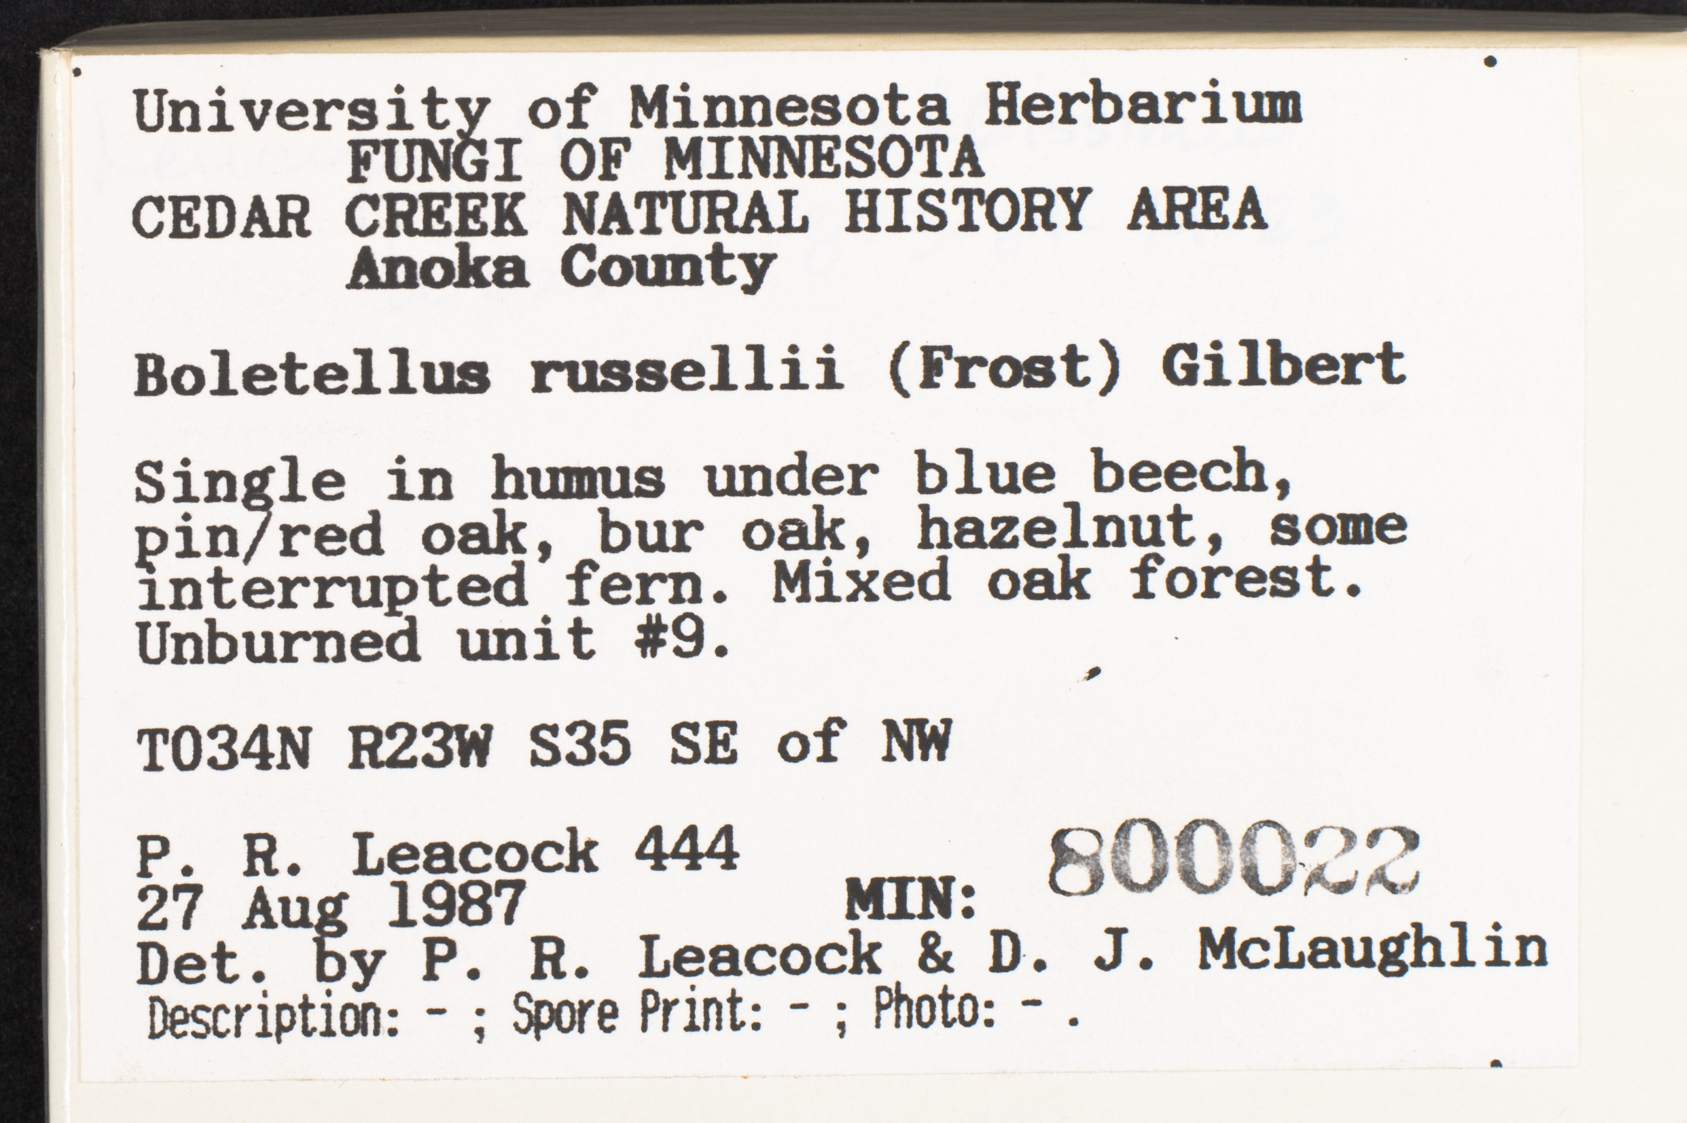 University of Minnesota Herbarium
FUNGI OF MINNESOTA
CEDAR CREEK NATURAL HISTORY AREA
Anoka County
Boletellus russellii (Frost) Gilbert
Single in humus under blue beech,
pin/red oak, bur oak, hazelnut, some
interrupted fern. Mixed oak forest.
Unburned unit #9.
T034N R23W S35 SE of NW
P. R. Leacock 444
27 Aug 1987 MIN: 800022
Det. by P. R. Leacock & D. J. McLaughlin
Description: - ; Spore Print: - ; Photo: - .